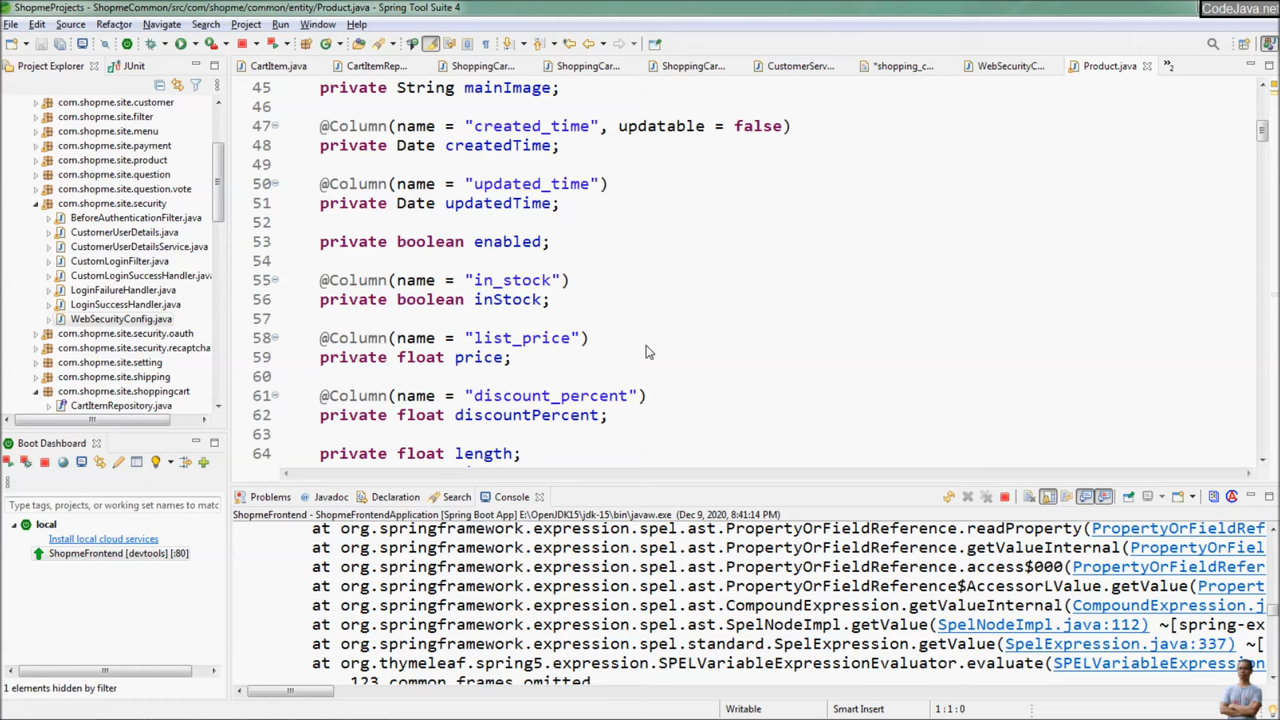 ShopmeProjects - ShopmeCommon/src/com/shopme/common/entity/Product.java - Spring Tool Suite 4
CodeJava.net
File Edit Source Refactor Navigate Search Project Run Window Help
Project Explorer JUnit
CartItem.java CartItemRep... ShoppingCar... ShoppingCar... ShoppingCar... CustomerServ... *shopping_c... WebSecurityC... Product.java »2
com.shopme.site.customer
com.shopme.site.filter
com.shopme.site.menu
com.shopme.site.payment
com.shopme.site.product
com.shopme.site.question
com.shopme.site.question.vote
com.shopme.site.security
BeforeAuthenticationFilter.java
CustomerUserDetails.java
CustomerUserDetailsService.java
CustomLoginFilter.java
CustomLoginSuccessHandler.java
LoginFailureHandler.java
LoginSuccessHandler.java
WebSecurityConfig.java
com.shopme.site.security.oauth
com.shopme.site.security.recaptcha
com.shopme.site.setting
com.shopme.site.shipping
com.shopme.site.shoppingcart
CartItemRepository.java
45 private String mainImage;
46
47 @Column(name = "created_time", updatable = false)
48 private Date createdTime;
49
50 @Column(name = "updated_time")
51 private Date updatedTime;
52
53 private boolean enabled;
54
55 @Column(name = "in_stock")
56 private boolean inStock;
57
58 @Column(name = "list_price")
59 private float price;
60
61 @Column(name = "discount_percent")
62 private float discountPercent;
63
64 private float length;
Boot Dashboard
Type tags, projects, or working set names to matc
local
Install local cloud services
ShopmeFrontend [devtools] [:80]
1 elements hidden by filter
Problems Javadoc Declaration Search Console
ShopmeFrontendApplication [Spring Boot App] E:\OpenJDK15\jdk-15\bin\javaw.exe (Dec 9, 2020, 8:41:14 PM)
at org.springframework.expression.spel.ast.PropertyOrFieldReference.readProperty(PropertyOrFieldRef
at org.springframework.expression.spel.ast.PropertyOrFieldReference.getValueInternal(PropertyOrFiel
at org.springframework.expression.spel.ast.PropertyOrFieldReference.access$000(PropertyOrFieldRefer
at org.springframework.expression.spel.ast.PropertyOrFieldReference$AccessorLValue.getValue(Propert
at org.springframework.expression.spel.ast.CompoundExpression.getValueInternal(CompoundExpression.j
at org.springframework.expression.spel.ast.SpelNodeImpl.getValue(SpelNodeImpl.java:112) ~[spring-ex
at org.springframework.expression.spel.standard.SpelExpression.getValue(SpelExpression.java:337) ~[
at org.thymeleaf.spring5.expression.SPELVariableExpressionEvaluator.evaluate(SPELVariableExpression
... 123 common frames omitted
Writable Smart Insert 1 : 1 : 0